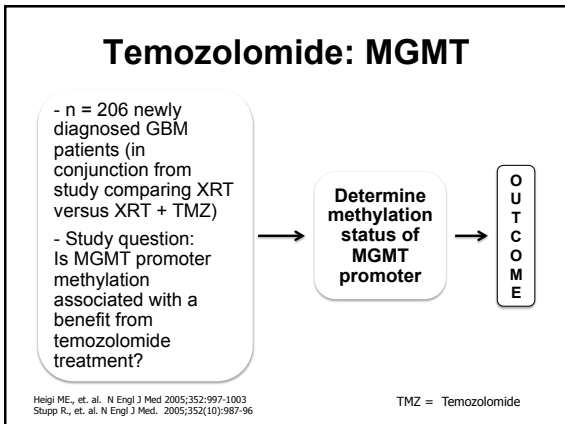 Temozolomide: MGMT
- n = 206 newly
diagnosed GBM
patients (in
conjunction from
study comparing XRT
versus XRT + TMZ)
- Study question:
Is MGMT promoter
methylation
associated with a
benefit from
temozolomide
treatment?
Determine
methylation
status of
MGMT
promoter
O
U
T
C
O
M
E
Heigi ME., et. al. N Engl J Med 2005;352:997-1003
Stupp R., et. al. N Engl J Med. 2005;352(10):987-96
TMZ = Temozolomide